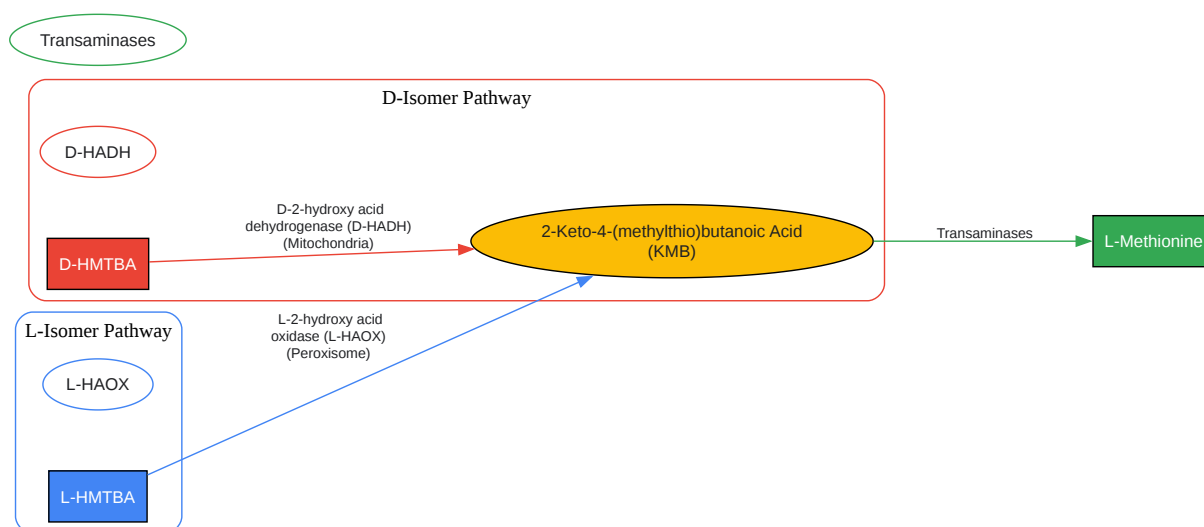 Transaminases
D-Isomer Pathway
D-HADH
D-2-hydroxy acid
dehydrogenase (D-HADH)
(Mitochondria)
D-HMTBA
2-Keto-4-(methylthio)butanoic Acid
(KMB)
Transaminases
L-Methionine
L-Isomer Pathway
L-2-hydroxy acid
oxidase (L-HAOX)
(Peroxisome)
L-HAOX
L-HMTBA